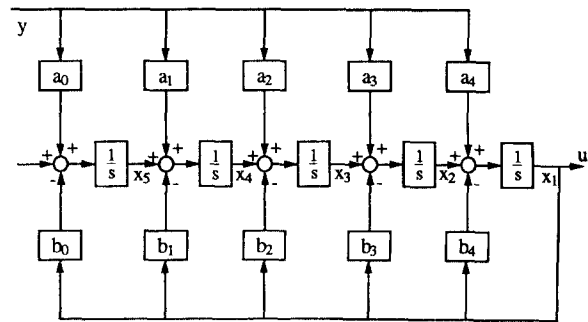 y
a₀ a₁ a₂ a₃ a₄
+ + + + + + + + + +
1/s 1/s 1/s 1/s 1/s u
- x₅ - x₄ - x₃ - x₂ - x₁
b₀ b₁ b₂ b₃ b₄